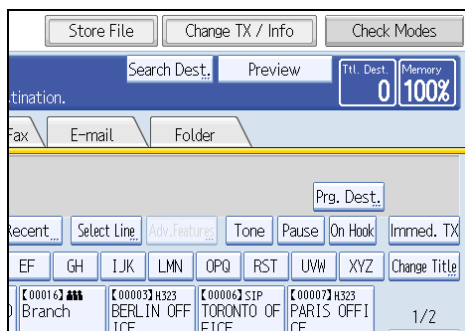 Store File Change TX / Info Check Modes
Search Dest. Preview Ttl. Dest. Memory
tination. 0 100%
Fax E-mail Folder
Prg. Dest.
Recent Select Line Adv.Features Tone Pause On Hook Immed. TX
EF GH IJK LMN OPQ RST UVW XYZ Change Title
[00016] [00003] H323 [00006] SIP [00007] H323
Branch BERLIN OFF TORONTO OF PARIS OFFI 1/2
ICE FFICE CE